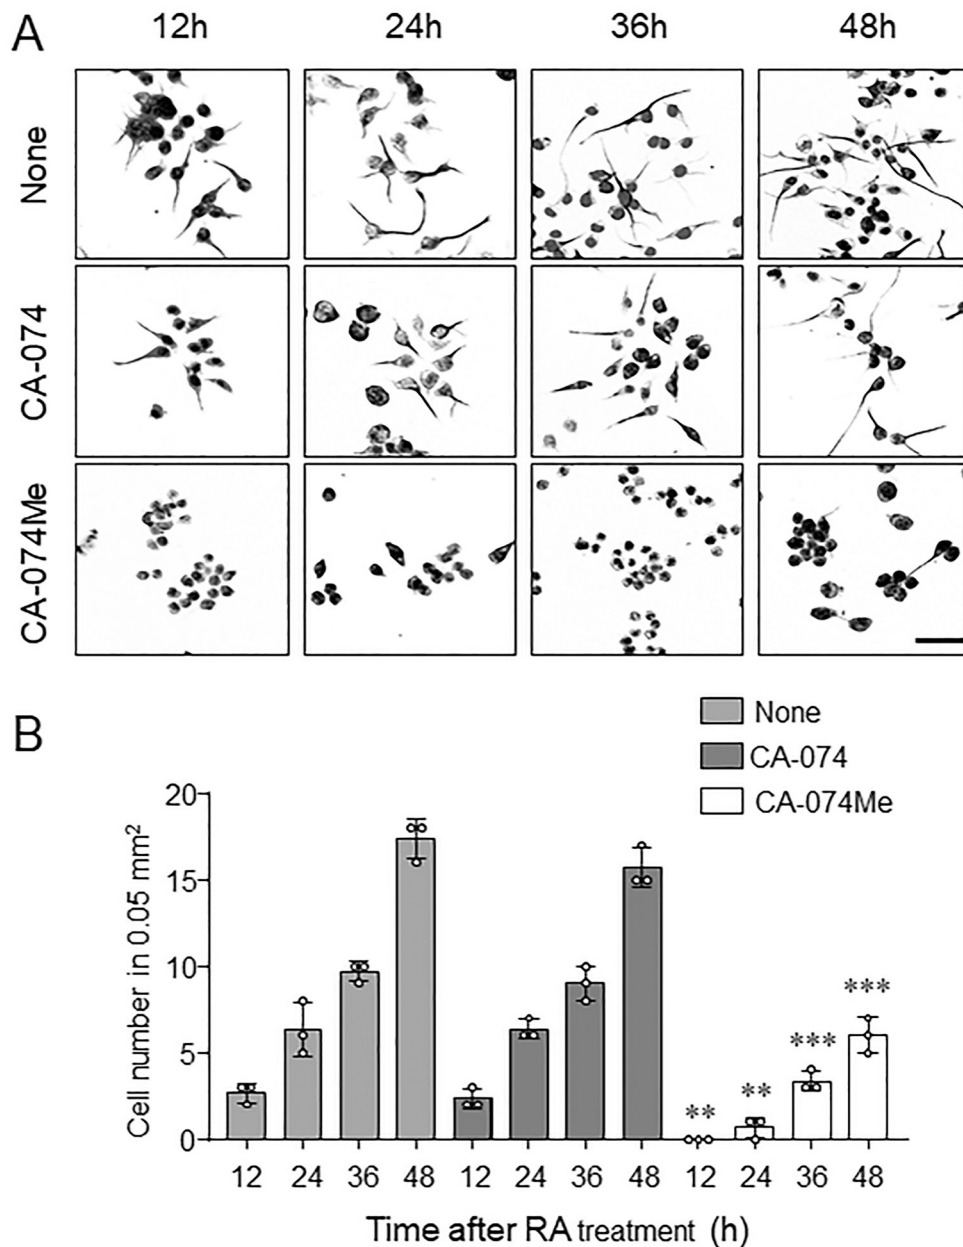 A
12h 24h 36h 48h
None
CA-074
CA-074Me
B
None
CA-074
CA-074Me
Cell number in 0.05 mm²
20
15
10
5
0
** ** *** ***
12 24 36 48 12 24 36 48 12 24 36 48
Time after RA treatment (h)